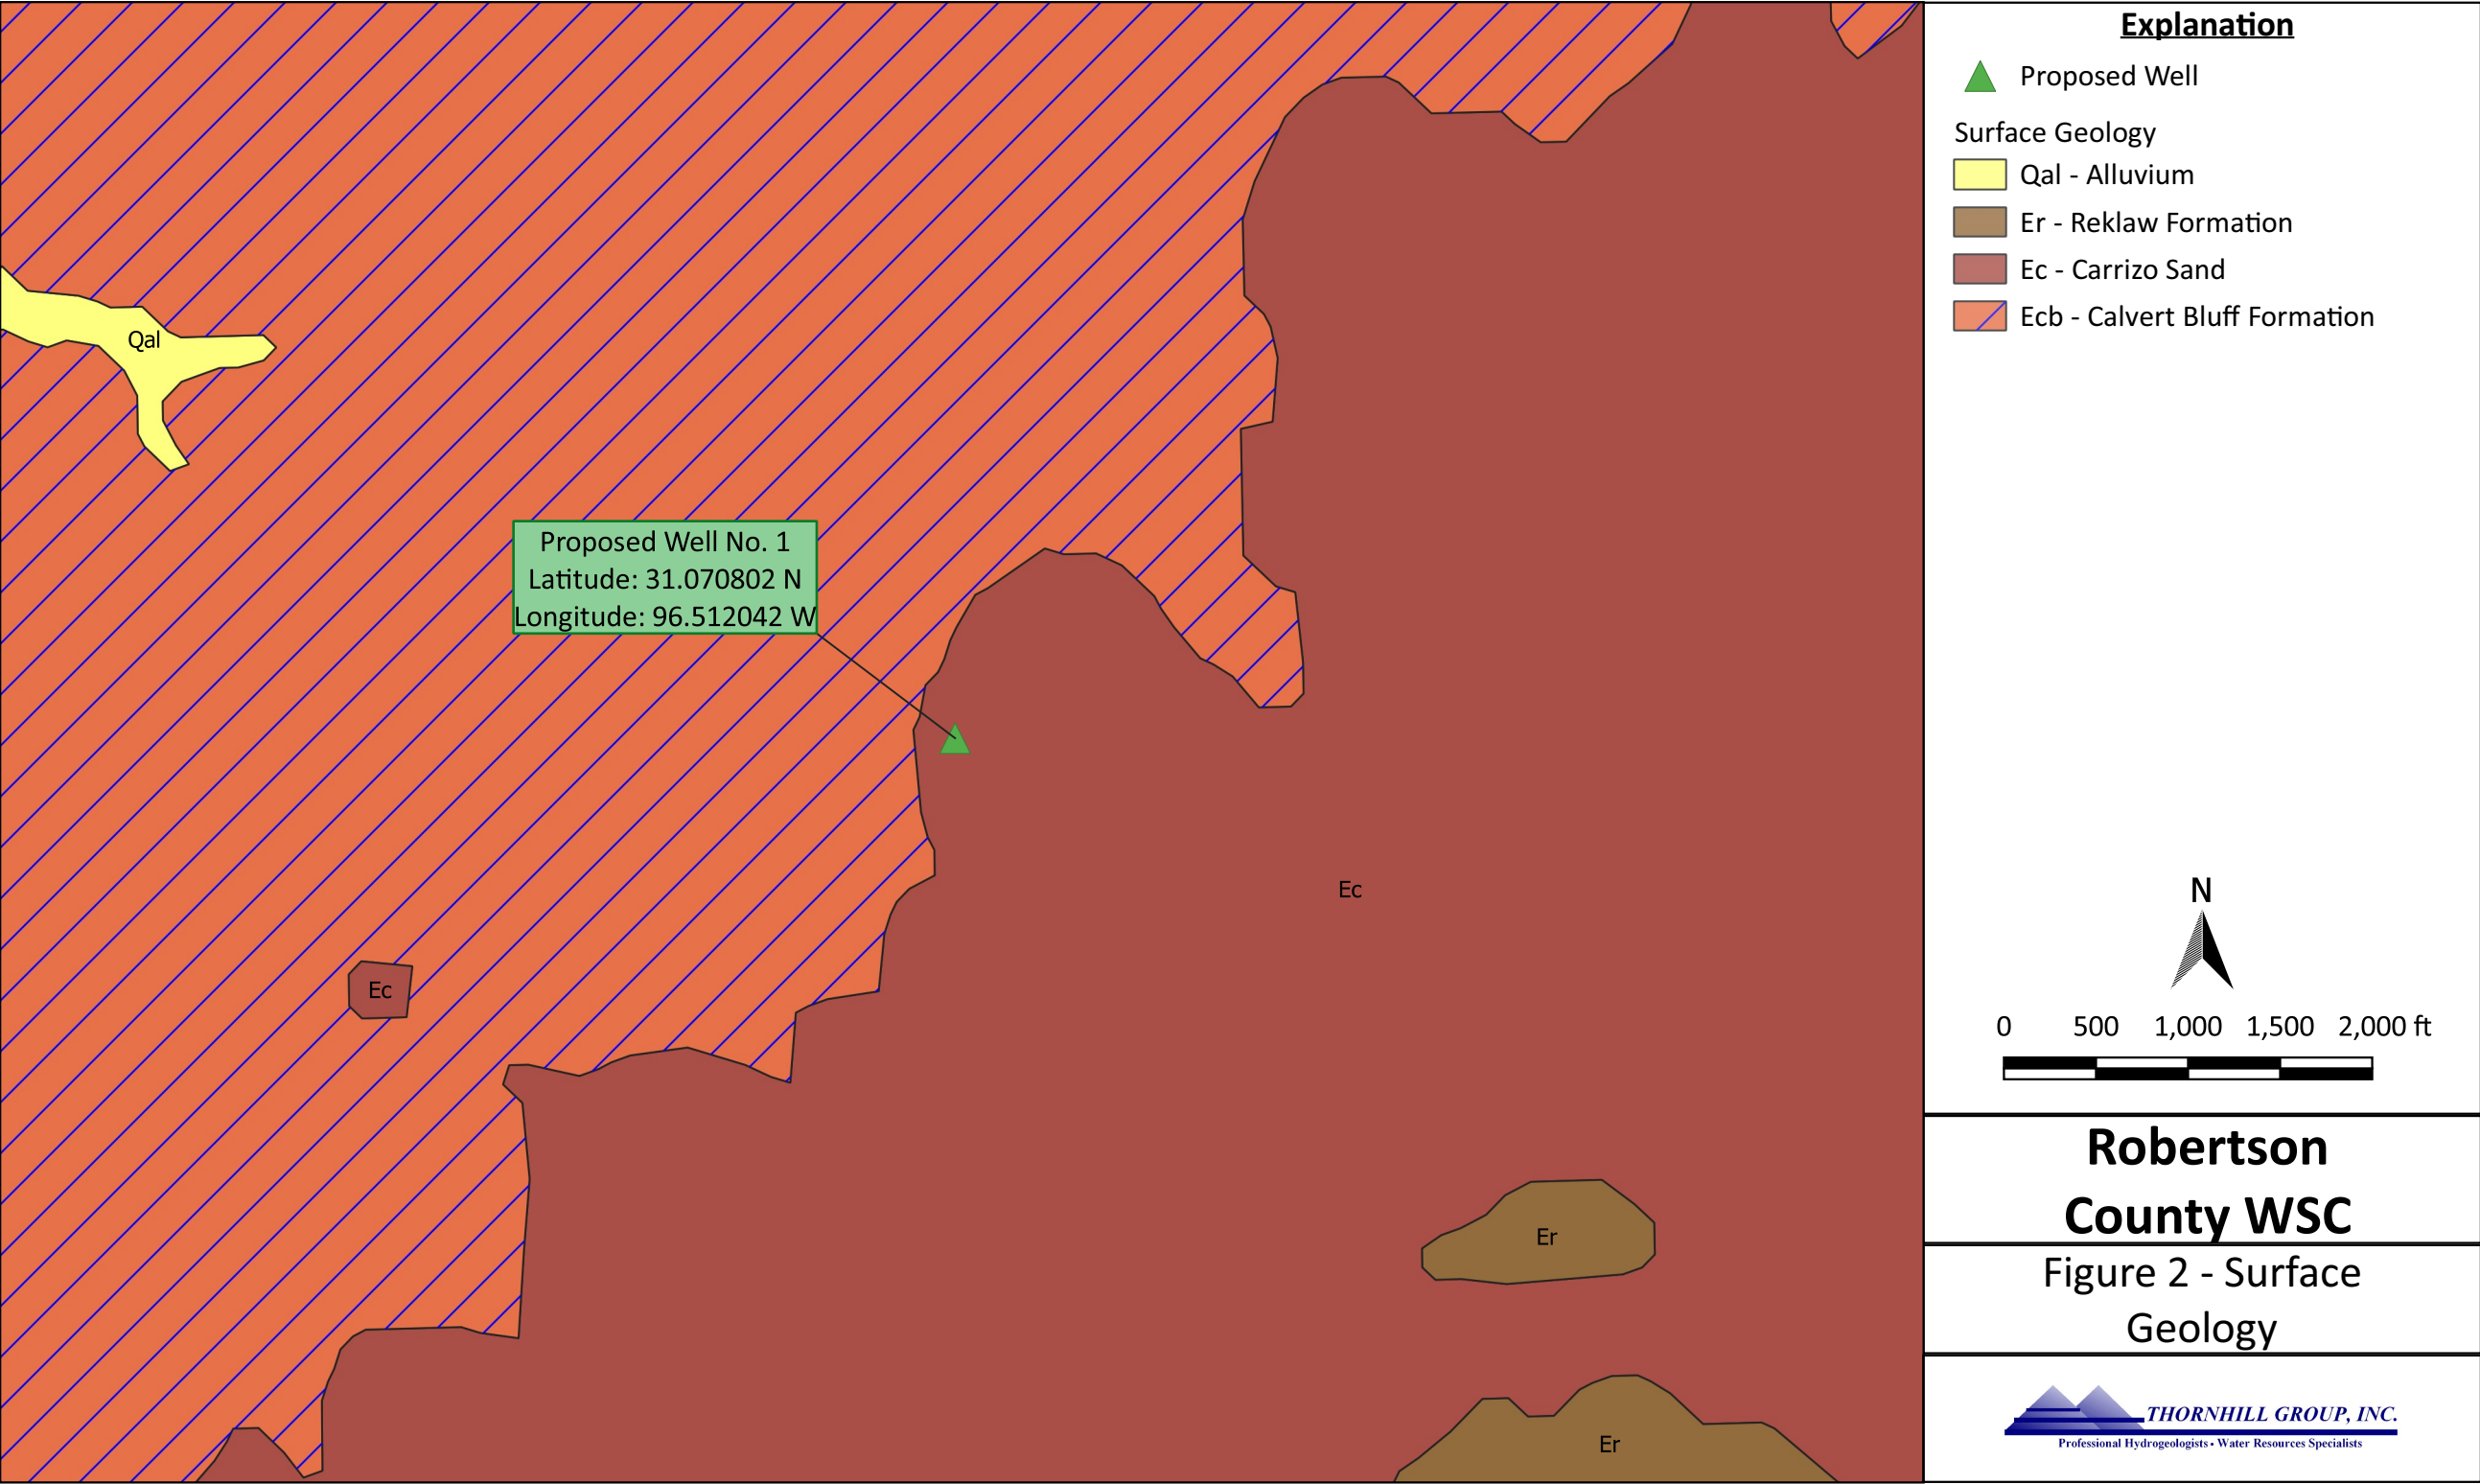 Explanation
Proposed Well
Surface Geology
Qal - Alluvium
Er - Reklaw Formation
Ec - Carrizo Sand
Ecb - Calvert Bluff Formation
Qal
Proposed Well No. 1
Latitude: 31.070802 N
Longitude: 96.512042 W
Ec
Ec
Er
Er
N
0 500 1,000 1,500 2,000 ft
Robertson
County WSC
Figure 2 - Surface
Geology
THORNHILL GROUP, INC.
Professional Hydrogeologists • Water Resources Specialists